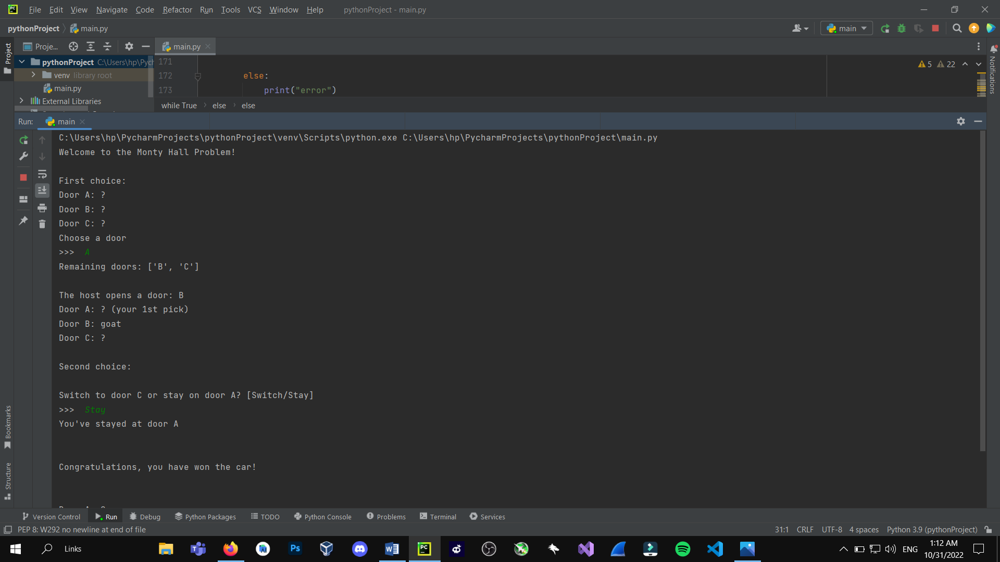 File Edit View Navigate Code Refactor Run Tools VCS Window Help pythonProject - main.py
pythonProject main.py main
Project
Proje... main.py
pythonProject C:\Users\hp\Pych
venv library root
main.py
External Libraries
171
172 else:
173 print("error")
5 22
Notifications
while True else else
Run: main
C:\Users\hp\PycharmProjects\pythonProject\venv\Scripts\python.exe C:\Users\hp\PycharmProjects\pythonProject\main.py
Welcome to the Monty Hall Problem!
First choice:
Door A: ?
Door B: ?
Door C: ?
Choose a door
>>> A
Remaining doors: ['B', 'C']
The host opens a door: B
Door A: ? (your 1st pick)
Door B: goat
Door C: ?
Second choice:
Switch to door C or stay on door A? [Switch/Stay]
>>> Stay
You've stayed at door A
Congratulations, you have won the car!
Bookmarks
Structure
Version Control Run Debug Python Packages TODO Python Console Problems Terminal Services
PEP 8: W292 no newline at end of file 31:1 CRLF UTF-8 4 spaces Python 3.9 (pythonProject)
Links ENG 1:12 AM
10/31/2022